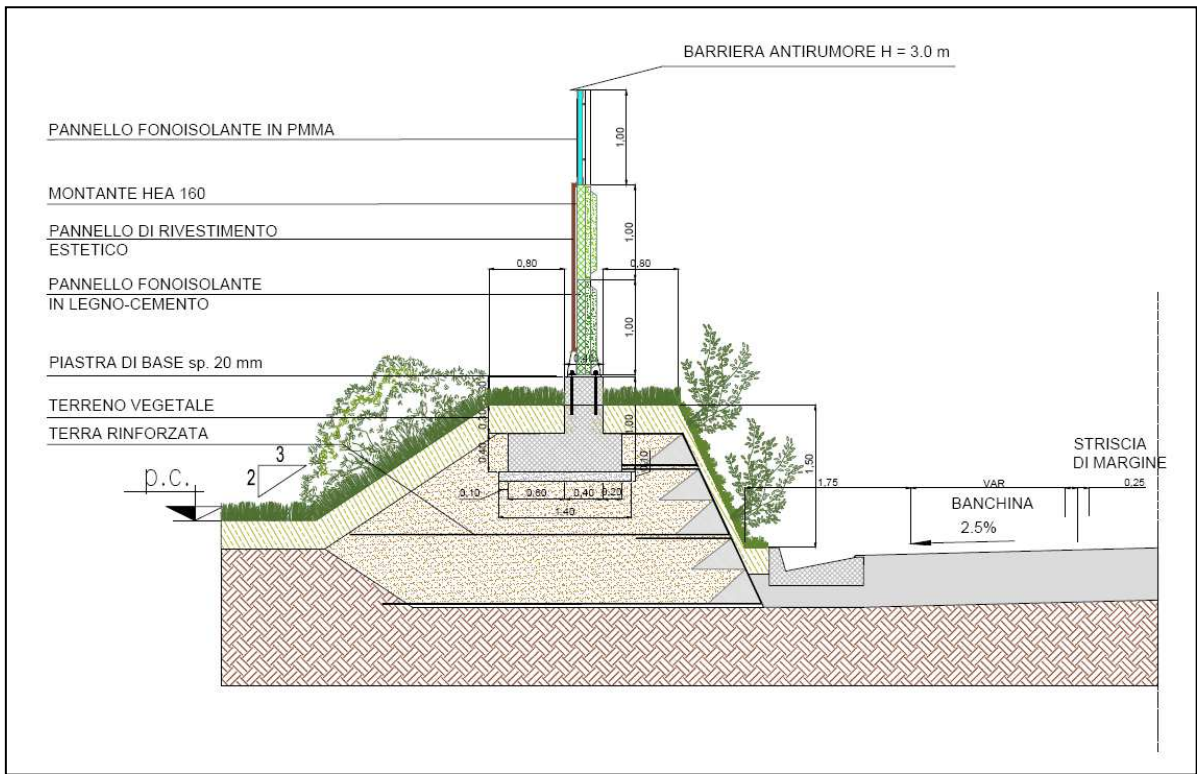 BARRIERA ANTIRUMORE H = 3.0 m
PANNELLO FONOISOLANTE IN PMMA
1,00
MONTANTE HEA 160
PANNELLO DI RIVESTIMENTO
ESTETICO
1,00
0,80
0,80
PANNELLO FONOISOLANTE
IN LEGNO-CEMENTO
1,00
PIASTRA DI BASE sp. 20 mm
TERRENO VEGETALE
TERRA RINFORZATA
1,00
0,40
0,10
1,50
STRISCIA
DI MARGINE
3
2
p.c.
1,75
VAR
0,25
0,10
0,60
0,40
0,20
1,40
BANCHINA
2.5%